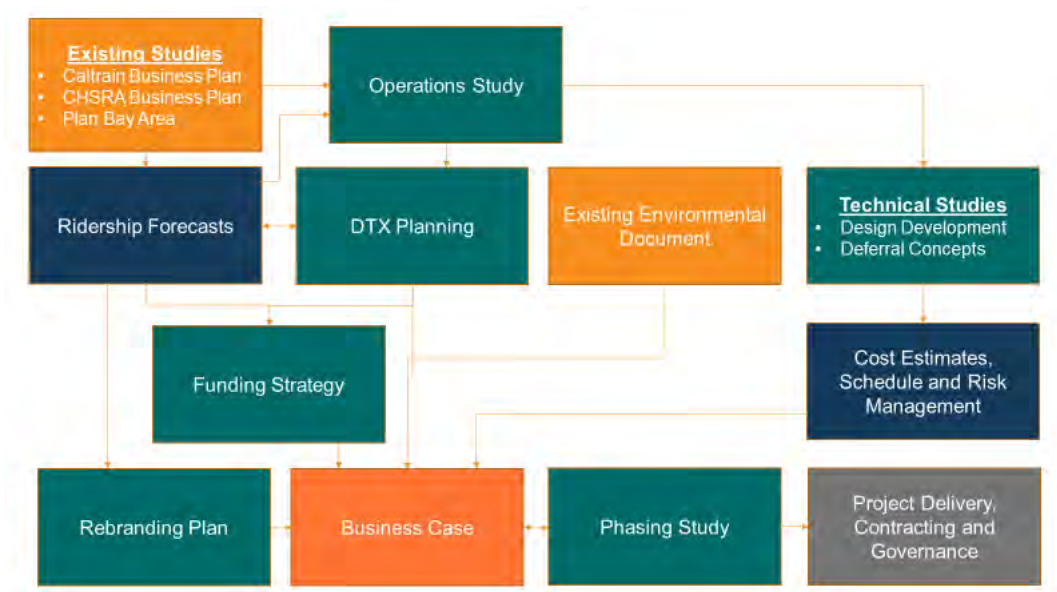 Existing Studies
• Caltrain Business Plan
• CHSRA Business Plan
• Plan Bay Area
Operations Study
Ridership Forecasts
DTX Planning
Existing Environmental
Document
Technical Studies
• Design Development
• Deferral Concepts
Funding Strategy
Cost Estimates,
Schedule and Risk
Management
Rebranding Plan
Business Case
Phasing Study
Project Delivery,
Contracting and
Governance